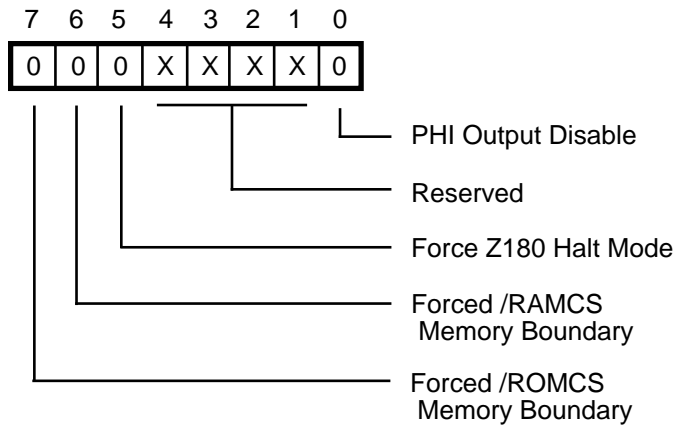 7 6 5 4 3 2 1 0
0 0 0 X X X X 0
PHI Output Disable
Reserved
Force Z180 Halt Mode
Forced /RAMCS
Memory Boundary
Forced /ROMCS
Memory Boundary